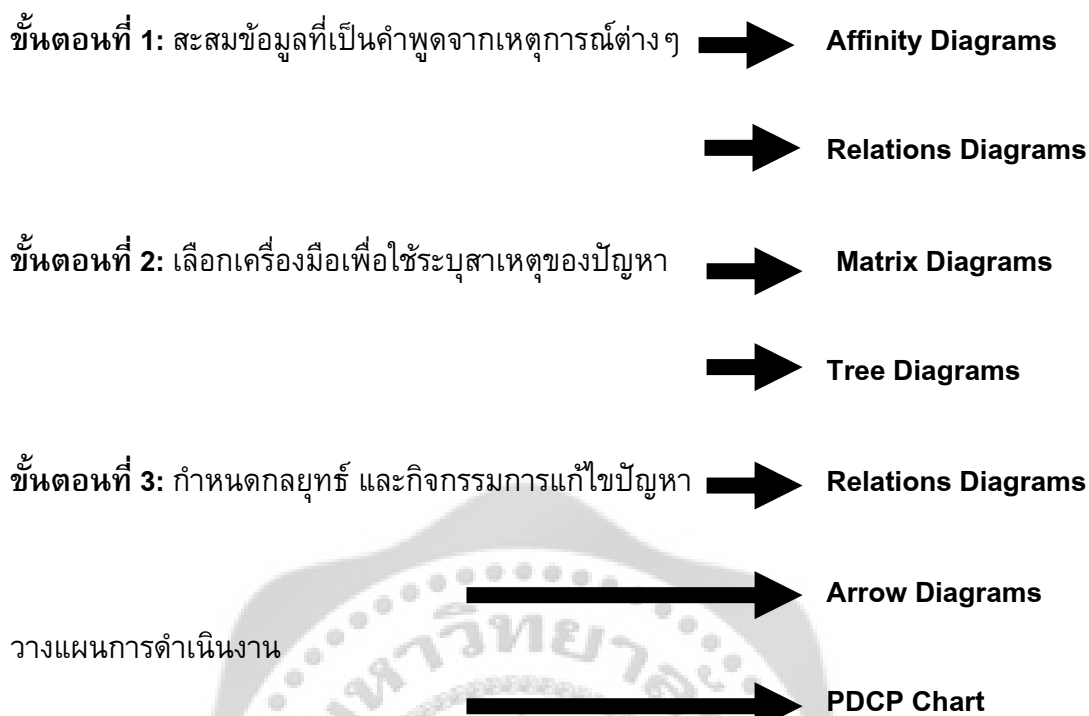 ขั้นตอนที่ 1: สะสมข้อมูลที่เป็นคำพูดจากเหตุการณ์ต่างๆ Affinity Diagrams
Relations Diagrams
ขั้นตอนที่ 2: เลือกเครื่องมือเพื่อใช้ระบุสาเหตุของปัญหา Matrix Diagrams
Tree Diagrams
ขั้นตอนที่ 3: กำหนดกลยุทธ์ และกิจกรรมการแก้ไขปัญหา Relations Diagrams
Arrow Diagrams
วางแผนการดำเนินงาน
PDCP Chart